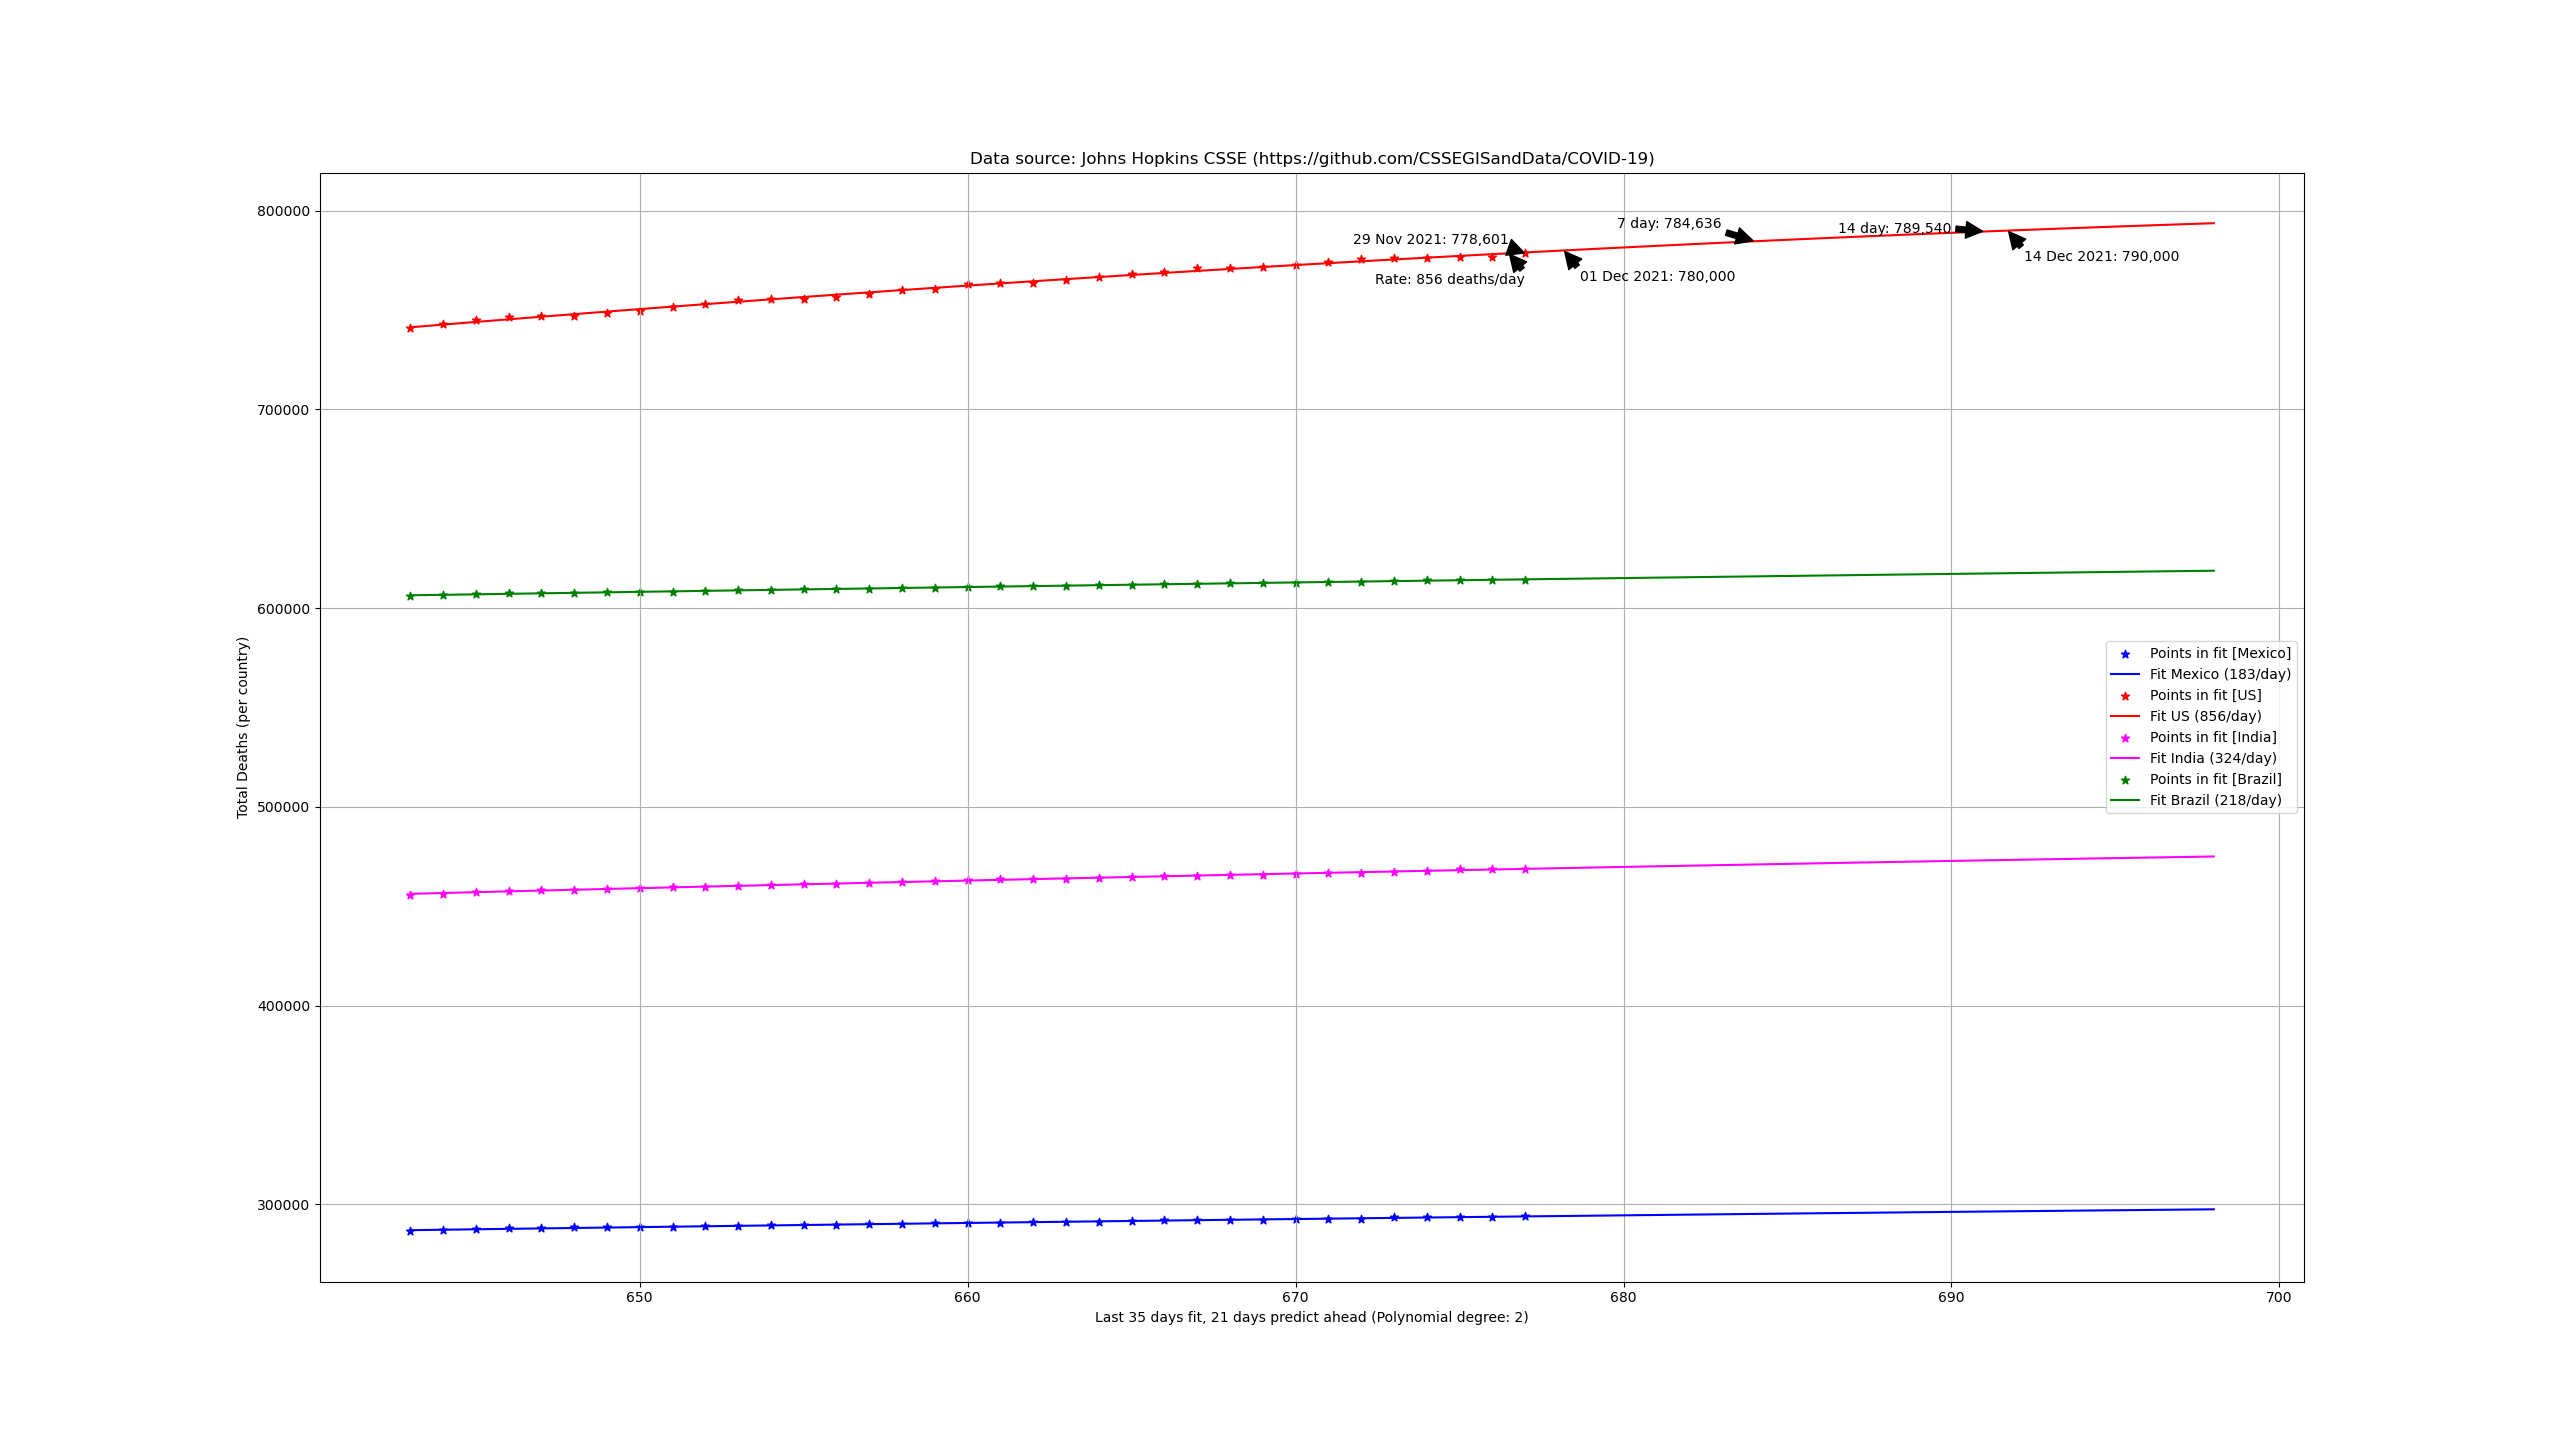 Data source: Johns Hopkins CSSE (https://github.com/CSSEGISandData/COVID-19)
800000
700000
600000
500000
400000
300000
Total Deaths (per country)
29 Nov 2021: 778,601
Rate: 856 deaths/day
7 day: 784,636
01 Dec 2021: 780,000
14 day: 789,540
14 Dec 2021: 790,000
Points in fit [Mexico]
Fit Mexico (183/day)
Points in fit [US]
Fit US (856/day)
Points in fit [India]
Fit India (324/day)
Points in fit [Brazil]
Fit Brazil (218/day)
650 660 670 680 690 700
Last 35 days fit, 21 days predict ahead (Polynomial degree: 2)